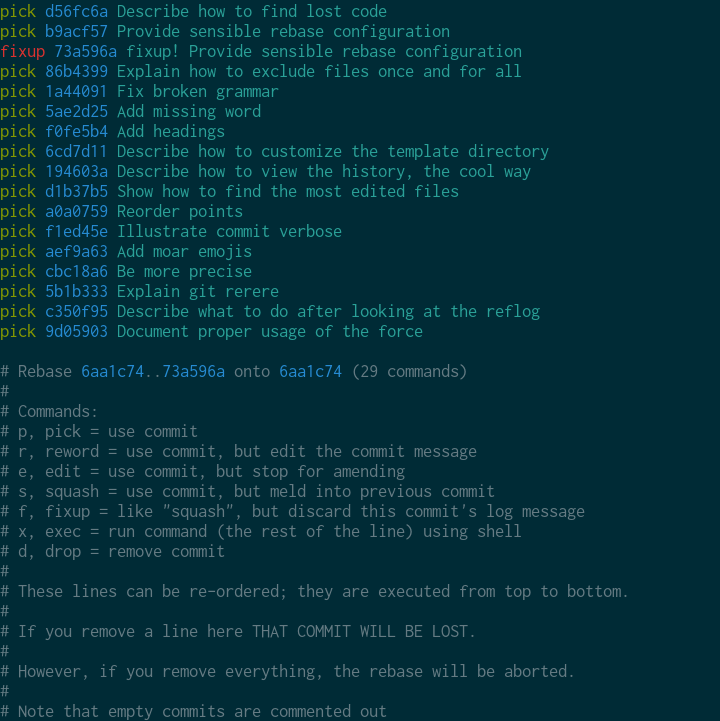 pick d56fc6a Describe how to find lost code
pick b9acf57 Provide sensible rebase configuration
fixup 73a596a fixup! Provide sensible rebase configuration
pick 86b4399 Explain how to exclude files once and for all
pick 1a44091 Fix broken grammar
pick 5ae2d25 Add missing word
pick f0fe5b4 Add headings
pick 6cd7d11 Describe how to customize the template directory
pick 194603a Describe how to view the history, the cool way
pick d1b37b5 Show how to find the most edited files
pick a0a0759 Reorder points
pick f1ed45e Illustrate commit verbose
pick aef9a63 Add moar emojis
pick cbc18a6 Be more precise
pick 5b1b333 Explain git rerere
pick c350f95 Describe what to do after looking at the reflog
pick 9d05903 Document proper usage of the force
# Rebase 6aa1c74..73a596a onto 6aa1c74 (29 commands)
#
# Commands:
# p, pick = use commit
# r, reword = use commit, but edit the commit message
# e, edit = use commit, but stop for amending
# s, squash = use commit, but meld into previous commit
# f, fixup = like "squash", but discard this commit's log message
# x, exec = run command (the rest of the line) using shell
# d, drop = remove commit
#
# These lines can be re-ordered; they are executed from top to bottom.
#
# If you remove a line here THAT COMMIT WILL BE LOST.
#
# However, if you remove everything, the rebase will be aborted.
#
# Note that empty commits are commented out